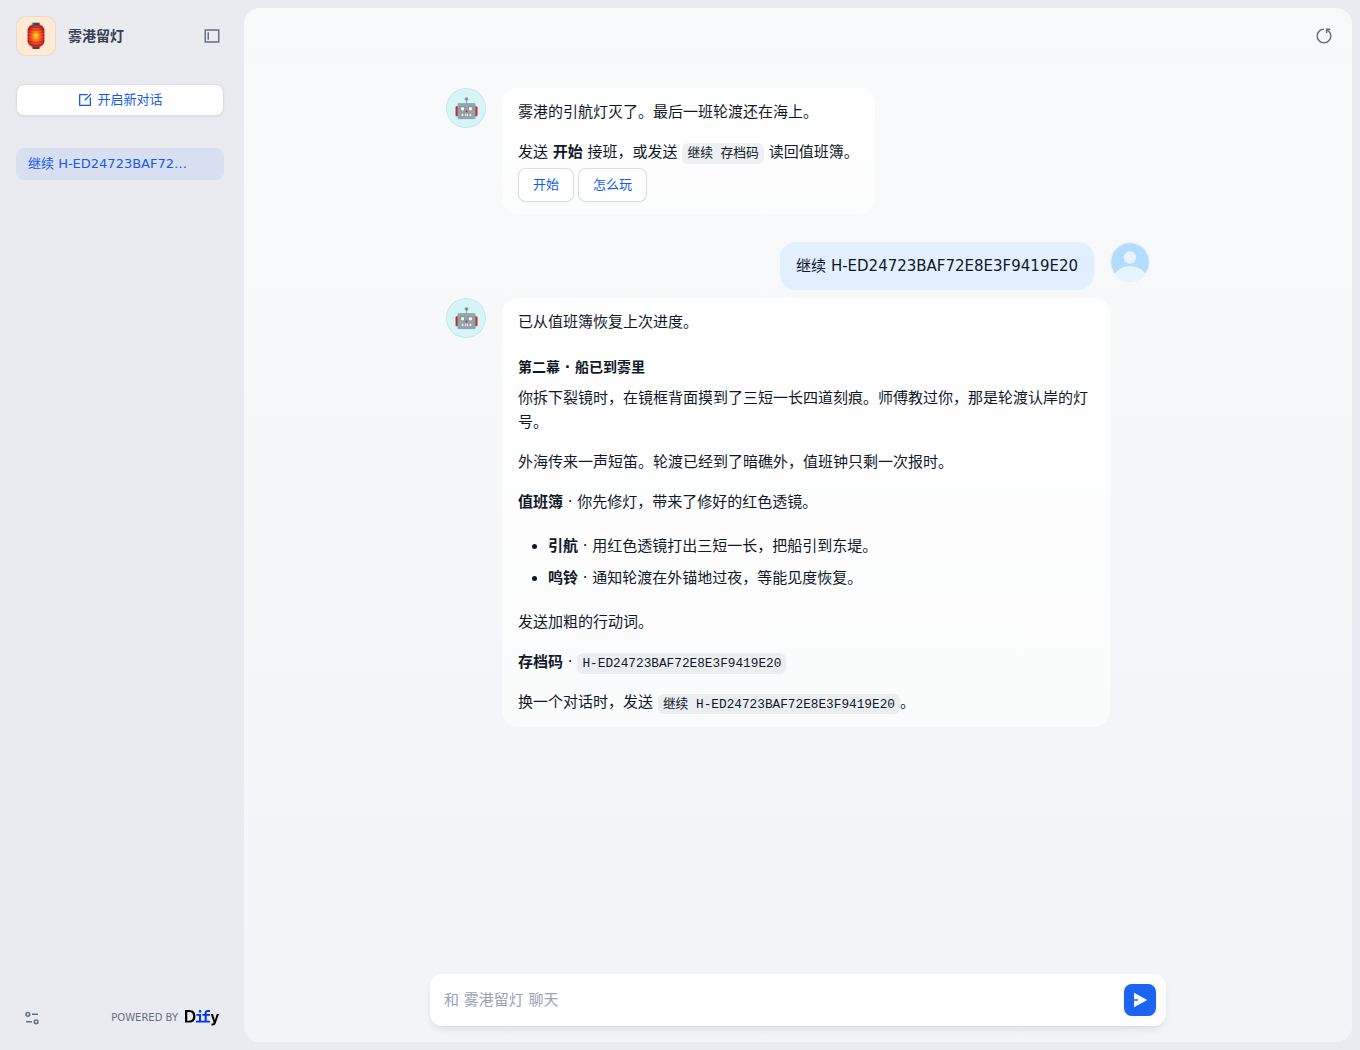 雾港留灯
开启新对话
继续 H-ED24723BAF72...
雾港的引航灯灭了。最后一班轮渡还在海上。
发送 开始 接班，或发送 继续 存档码 读回值班簿。
开始 怎么玩
继续 H-ED24723BAF72E8E3F9419E20
已从值班簿恢复上次进度。
第二幕 · 船已到雾里
你拆下裂镜时，在镜框背面摸到了三短一长四道刻痕。师傅教过你，那是轮渡认岸的灯
号。
外海传来一声短笛。轮渡已经到了暗礁外，值班钟只剩一次报时。
值班簿 · 你先修灯，带来了修好的红色透镜。
引航 · 用红色透镜打出三短一长，把船引到东堤。
鸣铃 · 通知轮渡在外锚地过夜，等能见度恢复。
发送加粗的行动词。
存档码 · H-ED24723BAF72E8E3F9419E20
换一个对话时，发送 继续 H-ED24723BAF72E8E3F9419E20 。
和 雾港留灯 聊天
POWERED BY Dify